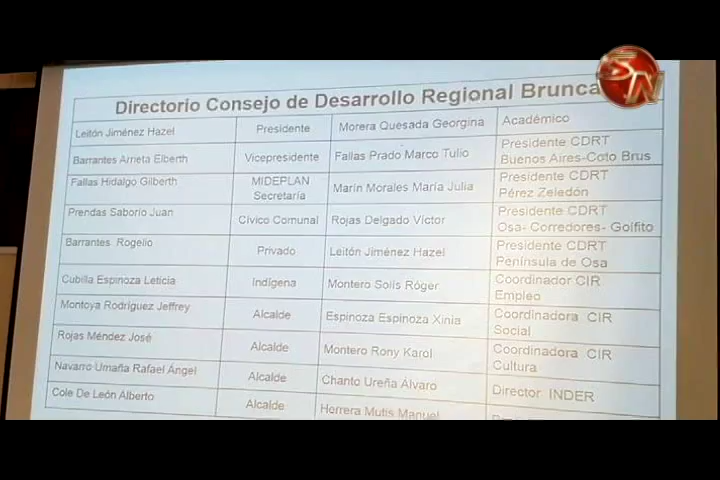 SN
Directorio Consejo de Desarrollo Regional Brunca
Leitón Jiménez Hazel Presidente Morera Quesada Georgina Académico
Barrantes Arrieta Elberth Vicepresidente Fallas Prado Marco Tulio Presidente CDRT
Buenos Aires-Coto Brus
Fallas Hidalgo Gilberth MIDEPLAN Marín Morales María Julia Presidente CDRT
Secretaría Pérez Zeledón
Prendas Saborío Juan Cívico Comunal Rojas Delgado Víctor Presidente CDRT
Osa- Corredores- Golfito
Barrantes Rogelio Privado Leitón Jiménez Hazel Presidente CDRT
Península de Osa
Cubilla Espinoza Leticia Indígena Montero Solís Róger Coordinador CIR
Empleo
Montoya Rodríguez Jeffrey Alcalde Espinoza Espinoza Xinia Coordinadora CIR
Social
Rojas Méndez José Alcalde Montero Rony Karol Coordinadora CIR
Cultura
Navarro Umaña Rafael Ángel Alcalde Chanto Ureña Álvaro Director INDER
Cole De León Alberto Alcalde Herrera Mutis Manuel